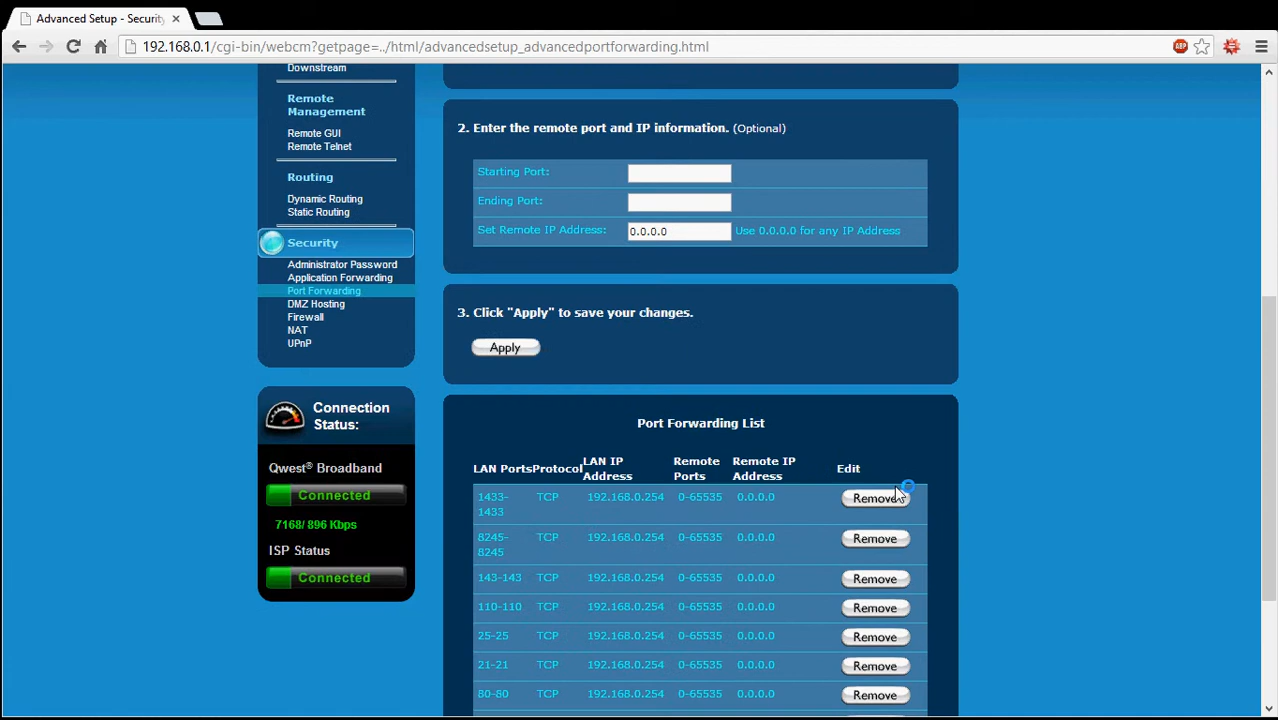 Advanced Setup - Security
192.168.0.1/cgi-bin/webcm?getpage=../html/advancedsetup_advancedportforwarding.html
ABP
Downstream
Remote
Management
Remote GUI
Remote Telnet
Routing
Dynamic Routing
Static Routing
Security
Administrator Password
Application Forwarding
Port Forwarding
DMZ Hosting
Firewall
NAT
UPnP
Connection
Status:
Qwest® Broadband
Connected
7168/ 896 Kbps
ISP Status
Connected
2. Enter the remote port and IP information. (Optional)
Starting Port:
Ending Port:
Set Remote IP Address: 0.0.0.0 Use 0.0.0.0 for any IP Address
3. Click "Apply" to save your changes.
Apply
Port Forwarding List
LAN Ports Protocol LAN IP Address Remote Ports Remote IP Address Edit
1433-1433 TCP 192.168.0.254 0-65535 0.0.0.0 Remove
8245-8245 TCP 192.168.0.254 0-65535 0.0.0.0 Remove
143-143 TCP 192.168.0.254 0-65535 0.0.0.0 Remove
110-110 TCP 192.168.0.254 0-65535 0.0.0.0 Remove
25-25 TCP 192.168.0.254 0-65535 0.0.0.0 Remove
21-21 TCP 192.168.0.254 0-65535 0.0.0.0 Remove
80-80 TCP 192.168.0.254 0-65535 0.0.0.0 Remove